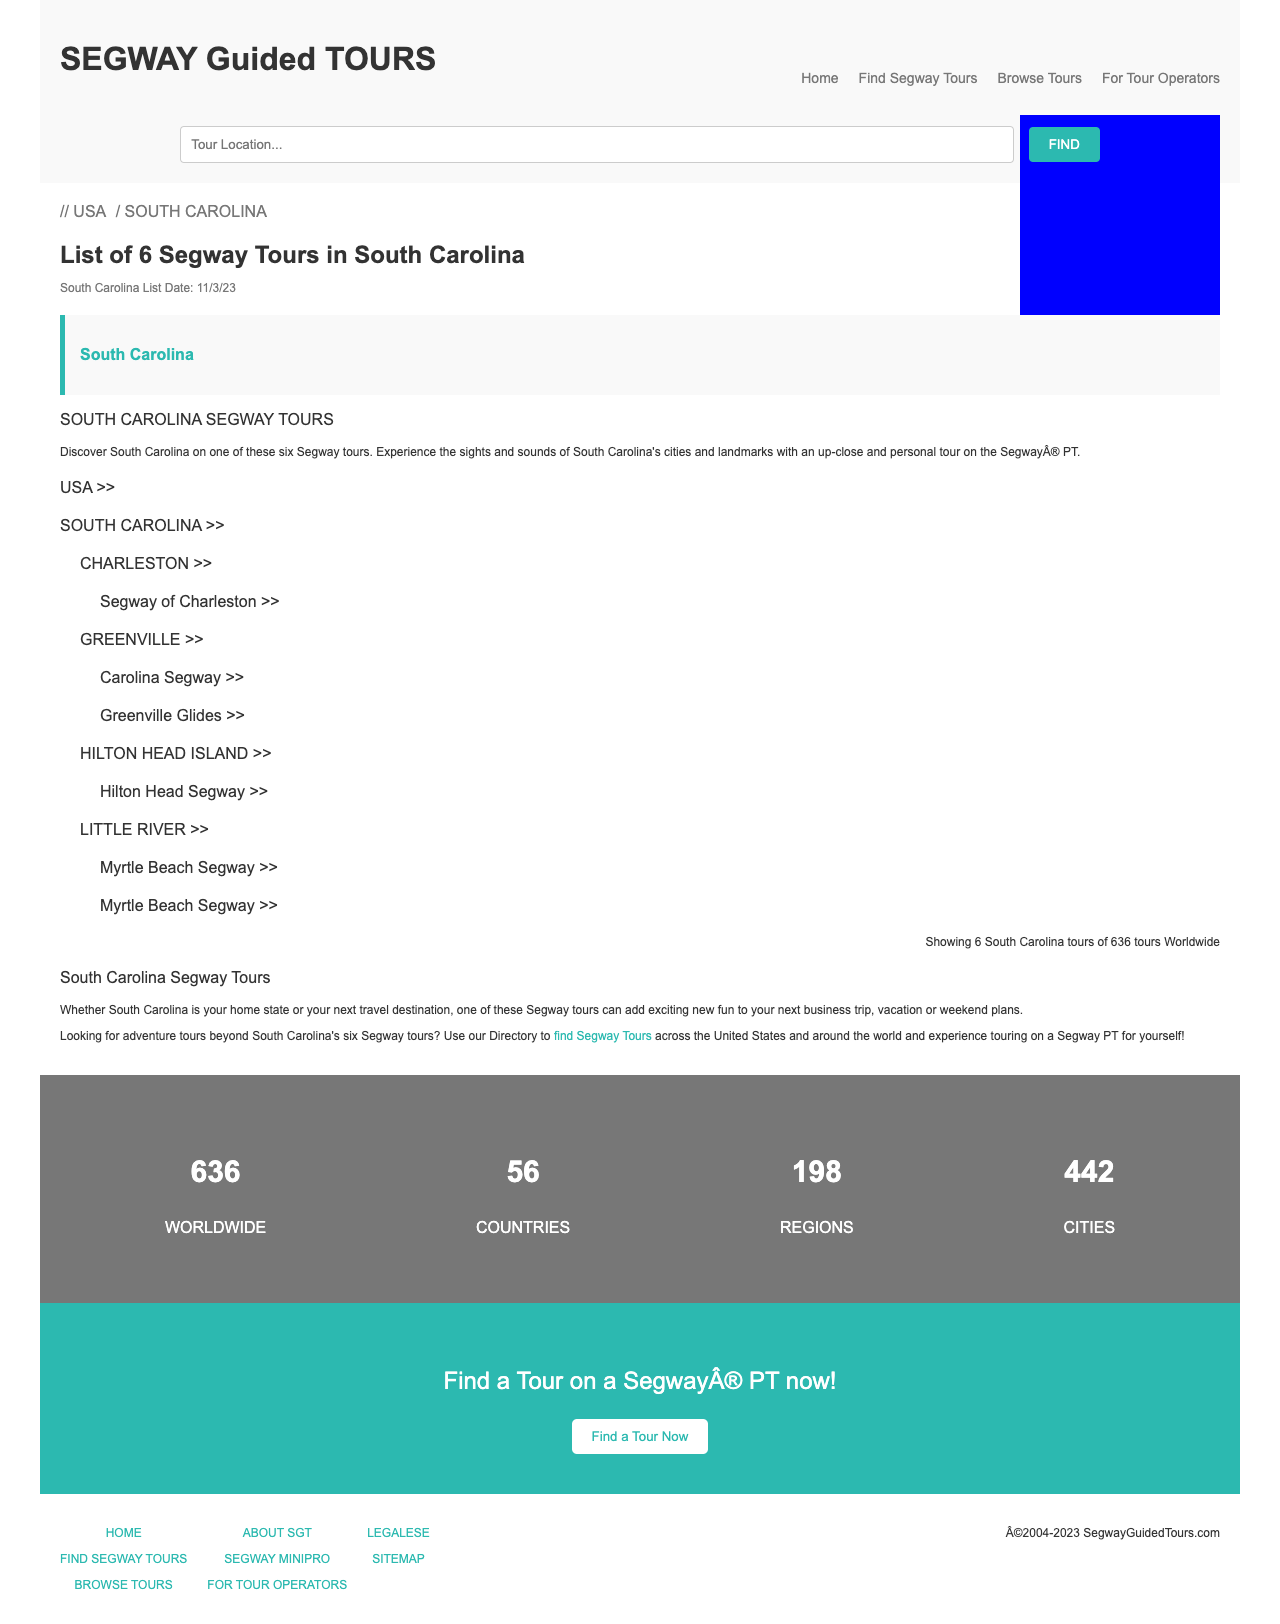 SEGWAY Guided TOURS
Home Find Segway Tours Browse Tours For Tour Operators
Tour Location... FIND
// USA / SOUTH CAROLINA
List of 6 Segway Tours in South Carolina
South Carolina List Date: 11/3/23
South Carolina
SOUTH CAROLINA SEGWAY TOURS
Discover South Carolina on one of these six Segway tours. Experience the sights and sounds of South Carolina's cities and landmarks with an up-close and personal tour on the SegwayÂ® PT.
USA >>
SOUTH CAROLINA >>
CHARLESTON >>
Segway of Charleston >>
GREENVILLE >>
Carolina Segway >>
Greenville Glides >>
HILTON HEAD ISLAND >>
Hilton Head Segway >>
LITTLE RIVER >>
Myrtle Beach Segway >>
Myrtle Beach Segway >>
Showing 6 South Carolina tours of 636 tours Worldwide
South Carolina Segway Tours
Whether South Carolina is your home state or your next travel destination, one of these Segway tours can add exciting new fun to your next business trip, vacation or weekend plans.
Looking for adventure tours beyond South Carolina's six Segway tours? Use our Directory to find Segway Tours across the United States and around the world and experience touring on a Segway PT for yourself!
636 56 198 442
WORLDWIDE COUNTRIES REGIONS CITIES
Find a Tour on a SegwayÂ® PT now!
Find a Tour Now
HOME ABOUT SGT LEGALESE Â©2004-2023 SegwayGuidedTours.com
FIND SEGWAY TOURS SEGWAY MINIPRO SITEMAP
BROWSE TOURS FOR TOUR OPERATORS